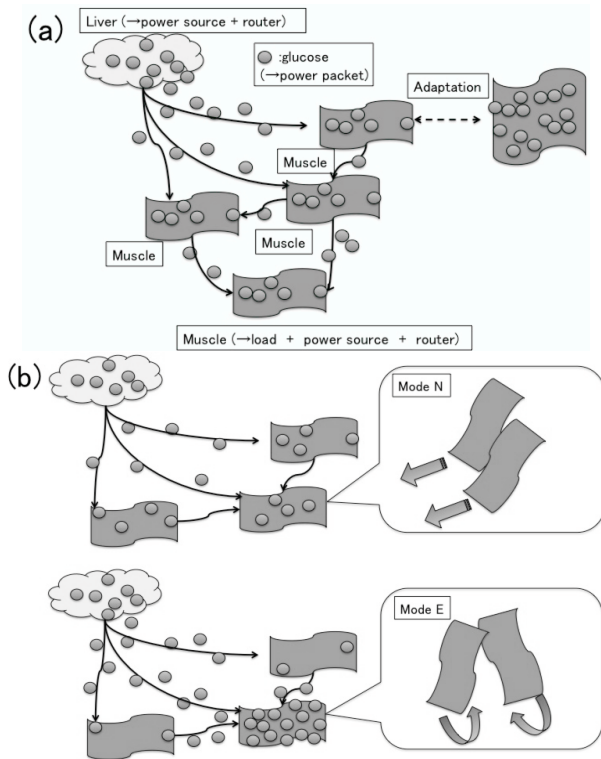 Liver (→power source + router)
(a)
:glucose
(→power packet)
Adaptation
Muscle
Muscle
Muscle
Muscle (→load + power source + router)
(b)
Mode N
Mode E